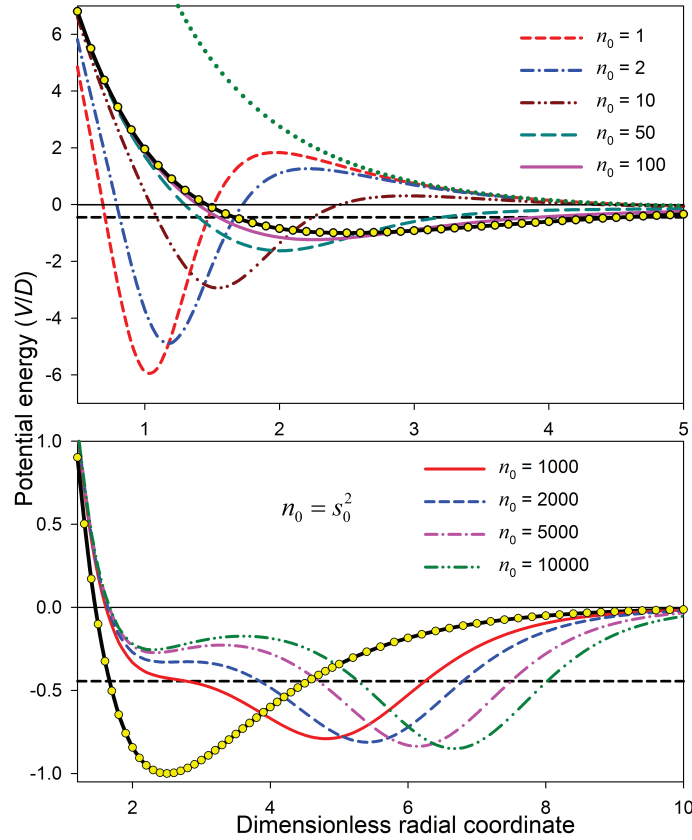 6
4
2
0
-2
-4
-6
n₀ = 1
n₀ = 2
n₀ = 10
n₀ = 50
n₀ = 100
1
2
3
4
5
Potential energy (V/D)
1.0
0.5
0.0
-0.5
-1.0
n₀ = s₀²
n₀ = 1000
n₀ = 2000
n₀ = 5000
n₀ = 10000
2
4
6
8
10
Dimensionless radial coordinate